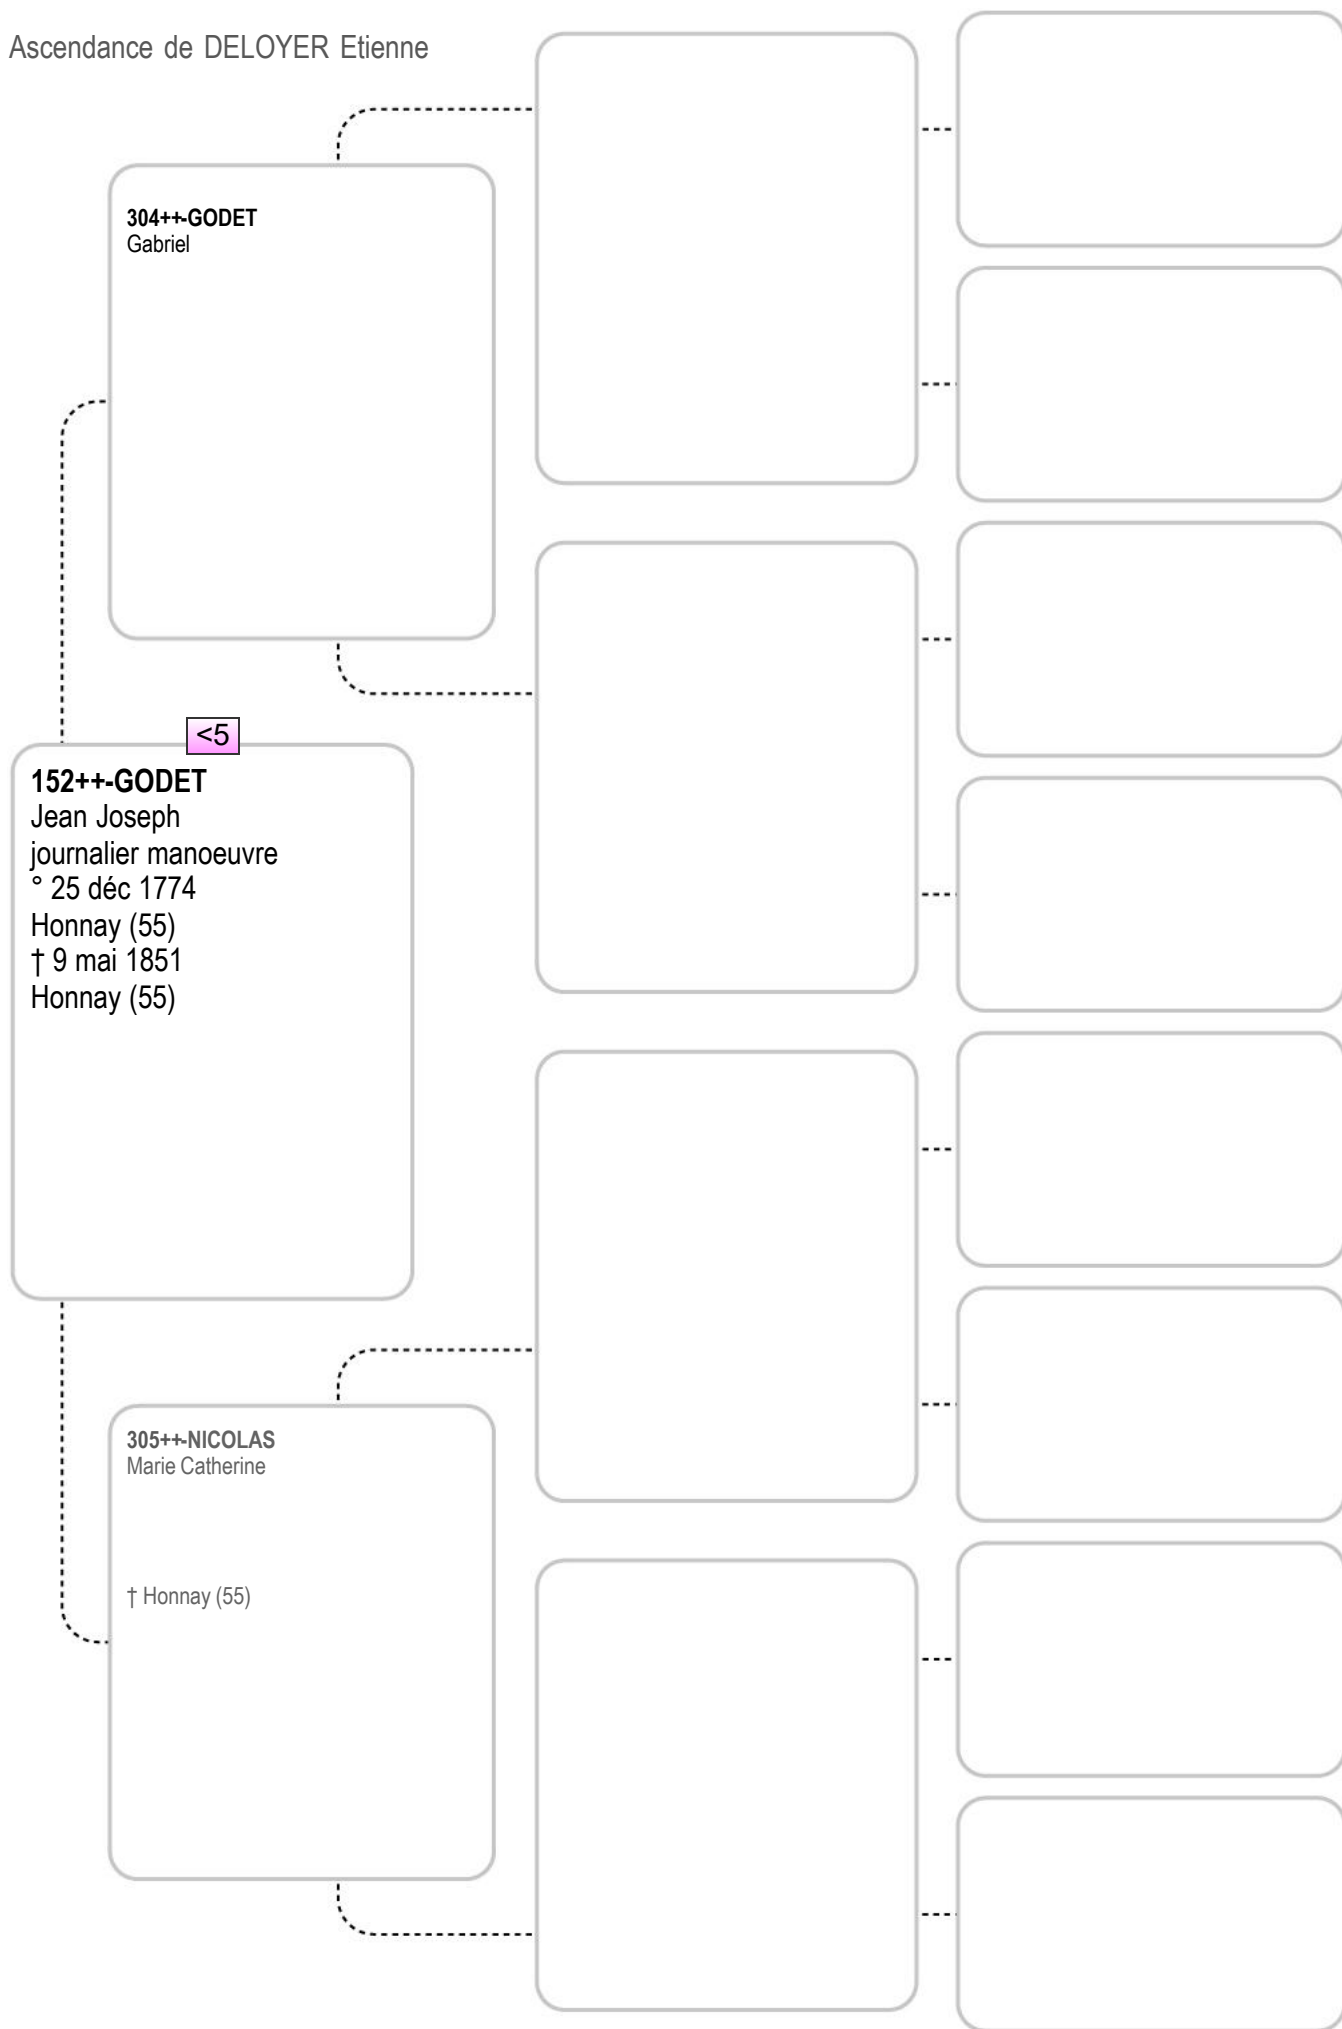 Ascendance de DELOYER Etienne
304++-GODET
Gabriel
<5
152++-GODET
Jean Joseph
journalier manoeuvre
° 25 déc 1774
Honnay (55)
† 9 mai 1851
Honnay (55)
305++-NICOLAS
Marie Catherine
† Honnay (55)